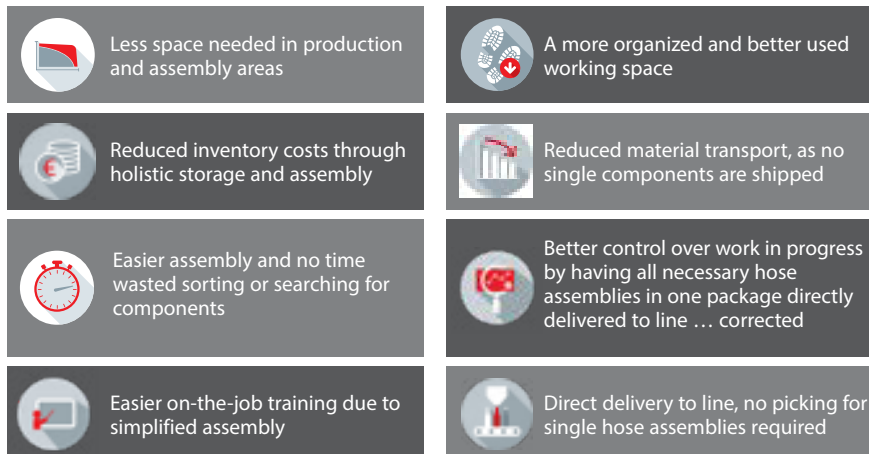 Less space needed in production
and assembly areas
A more organized and better used
working space
Reduced inventory costs through
holistic storage and assembly
Reduced material transport, as no
single components are shipped
Easier assembly and no time
wasted sorting or searching for
components
Better control over work in progress
by having all necessary hose
assemblies in one package directly
delivered to line … corrected
Easier on-the-job training due to
simplified assembly
Direct delivery to line, no picking for
single hose assemblies required